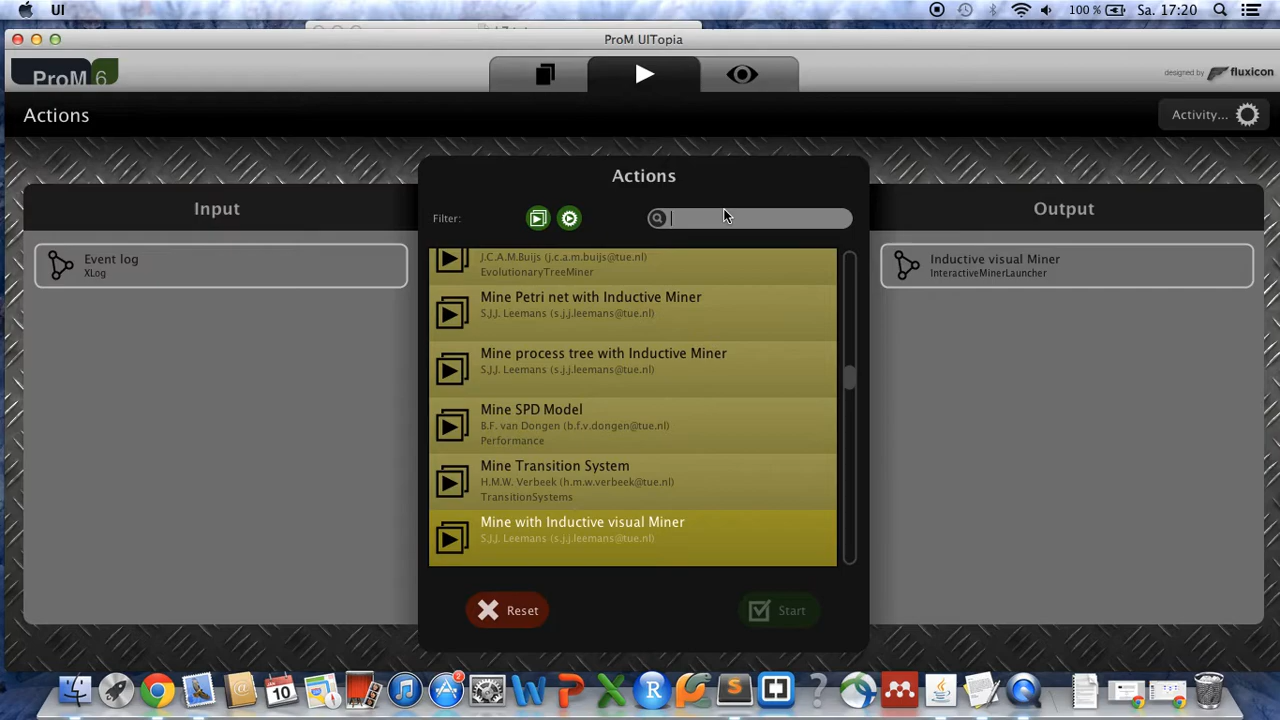 UI
100 %
Sa. 17:20
ProM UITopia
ProM 6
designed by fluxicon
Actions
Activity...
Input
Event log
XLog
Actions
Filter:
J.C.A.M.Buijs (j.c.a.m.buijs@tue.nl)
EvolutionaryTreeMiner
Mine Petri net with Inductive Miner
S.J.J. Leemans (s.j.j.leemans@tue.nl)
Mine process tree with Inductive Miner
S.J.J. Leemans (s.j.j.leemans@tue.nl)
Mine SPD Model
B.F. van Dongen (b.f.v.dongen@tue.nl)
Performance
Mine Transition System
H.M.W. Verbeek (h.m.w.verbeek@tue.nl)
TransitionSystems
Mine with Inductive visual Miner
S.J.J. Leemans (s.j.j.leemans@tue.nl)
Reset
Start
Output
Inductive visual Miner
InteractiveMinerLauncher
10
2